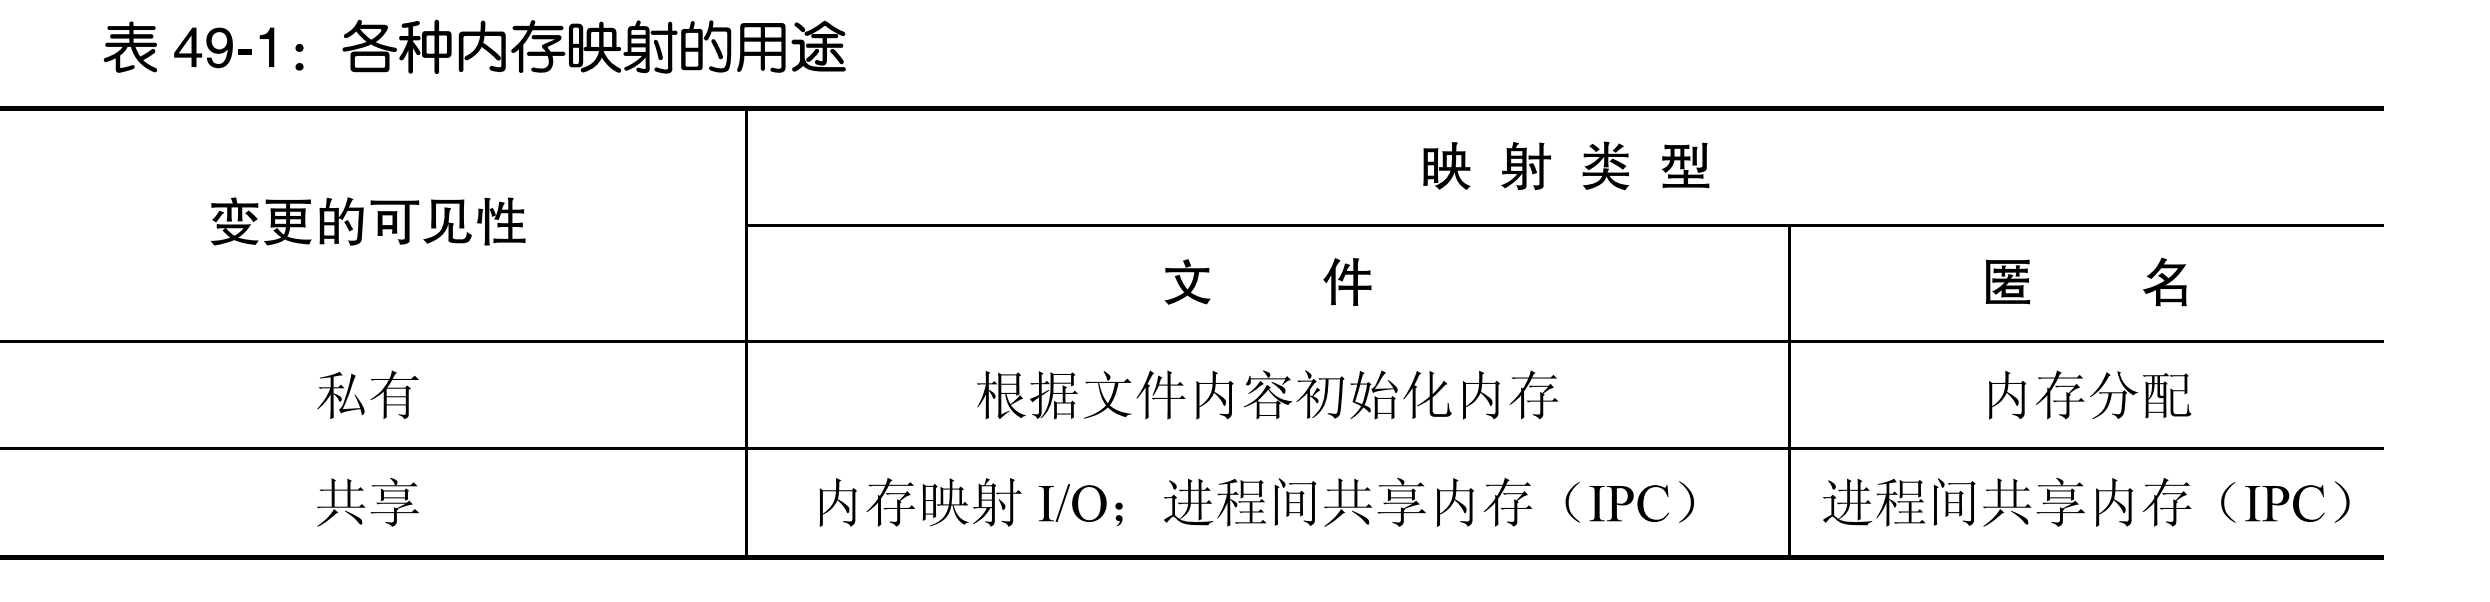 表 49-1：各种内存映射的用途
变更的可见性
映 射 类 型
文 件
匿 名
私有
根据文件内容初始化内存
内存分配
共享
内存映射 I/O；进程间共享内存（IPC）
进程间共享内存（IPC）